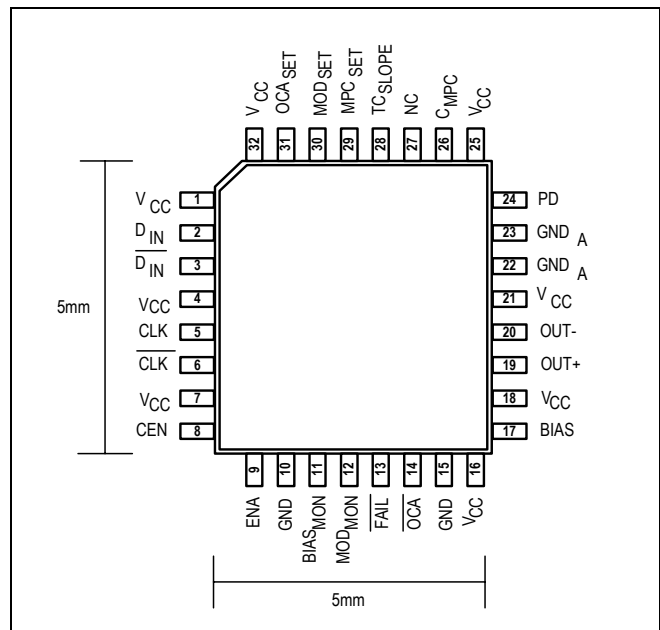 VCC OCASET MODSET MPCSET TCSLOPE NC CMPC VCC
32 31 30 29 28 27 26 25
VCC 1
DIN 2
DIN 3
VCC 4
CLK 5
CLK 6
VCC 7
CEN 8
24 PD
23 GNDA
22 GNDA
21 VCC
20 OUT-
19 OUT+
18 VCC
17 BIAS
5mm
9 10 11 12 13 14 15 16
ENA GND BIASMON MODMON FAIL OCA GND VCC
5mm